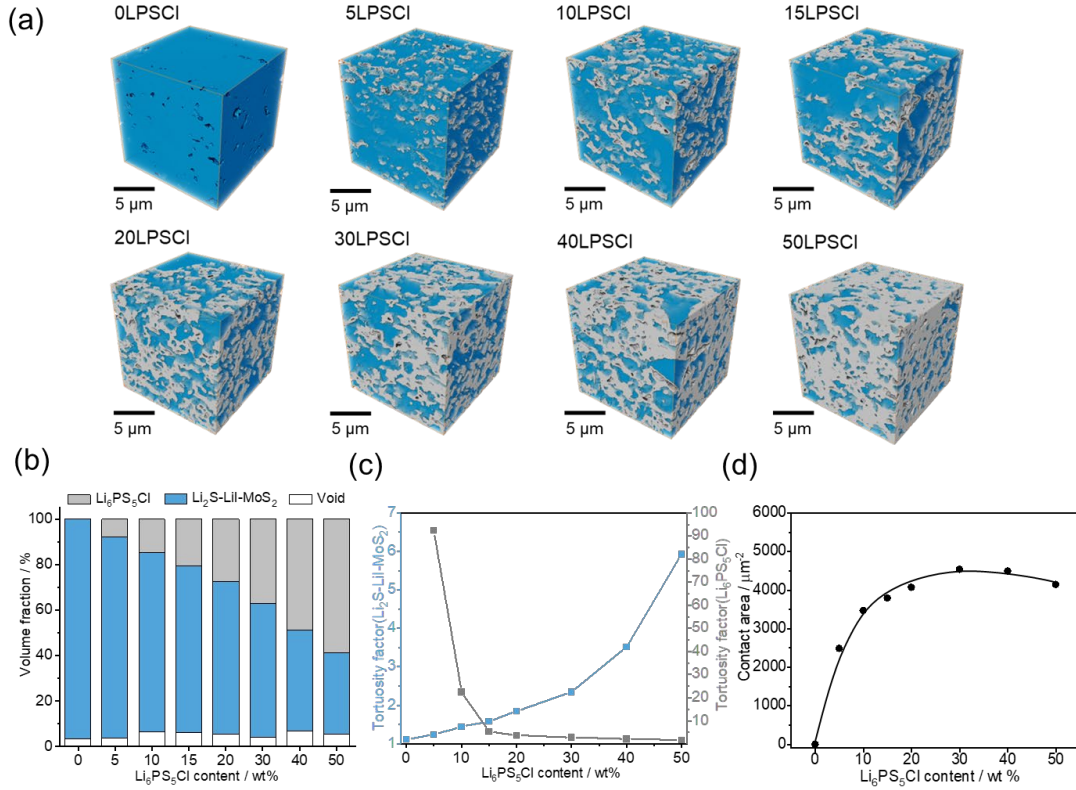 (a)
0LPSCl 5LPSCl 10LPSCl 15LPSCl
5 μm 5 μm 5 μm 5 μm
20LPSCl 30LPSCl 40LPSCl 50LPSCl
5 μm 5 μm 5 μm 5 μm
(b)
Li₆PS₅Cl Li₂S-LiI-MoS₂ Void
Volume fraction / %
100
80
60
40
20
0
0 5 10 15 20 30 40 50
Li₆PS₅Cl content / wt%
(c)
Tortuosity factor(Li₂S-LiI-MoS₂)
7
6
5
4
3
2
1
0 10 20 30 40 50
Li₆PS₅Cl content / wt%
100
90
80
70
60
50
40
30
20
10
Tortuosity factor(Li₆PS₅Cl)
(d)
Contact area / μm⁻²
6000
5000
4000
3000
2000
1000
0
0 10 20 30 40 50
Li₆PS₅Cl content / wt %